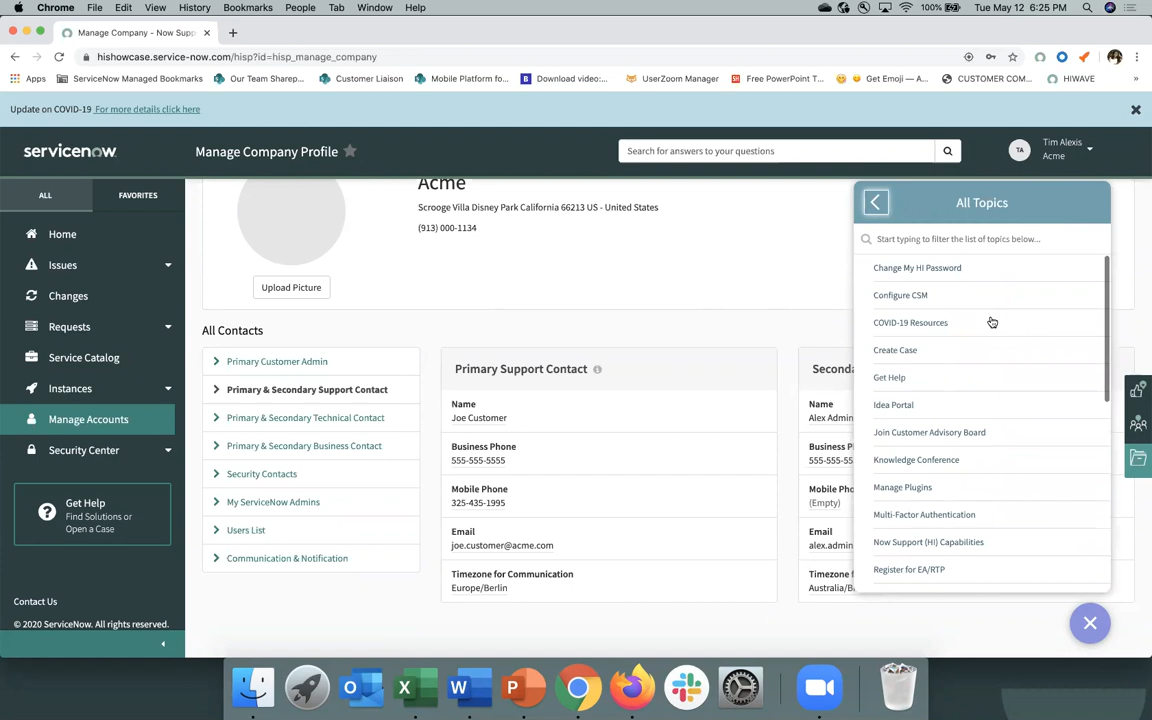 Chrome File Edit View History Bookmarks People Tab Window Help 100% Tue May 12 6:25 PM
Manage Company - Now Supp
hishowcase.service-now.com/hisp?id=hisp_manage_company
Apps ServiceNow Managed Bookmarks Our Team Sharep... Customer Liaison Mobile Platform fo... Download video:... UserZoom Manager Free PowerPoint T... Get Emoji — A... CUSTOMER COM... HIWAVE »
Update on COVID-19 For more details click here
servicenow Manage Company Profile Search for answers to your questions TA Tim Alexis
Acme
ALL FAVORITES
Home
Issues
Changes
Requests
Service Catalog
Instances
Manage Accounts
Security Center
Get Help
Find Solutions or
Open a Case
Contact Us
© 2020 ServiceNow. All rights reserved.
Acme
Scrooge Villa Disney Park California 66213 US - United States
(913) 000-1134
Upload Picture
All Contacts
Primary Customer Admin
Primary & Secondary Support Contact
Primary & Secondary Technical Contact
Primary & Secondary Business Contact
Security Contacts
My ServiceNow Admins
Users List
Communication & Notification
Primary Support Contact
Name
Joe Customer
Business Phone
555-555-5555
Mobile Phone
325-435-1995
Email
joe.customer@acme.com
Timezone for Communication
Europe/Berlin
Second
Name
Alex Admin
Business P
555-555-5
Mobile Pho
(Empty)
Email
alex.admin
Timezone fo
Australia/B
All Topics
Start typing to filter the list of topics below...
Change My HI Password
Configure CSM
COVID-19 Resources
Create Case
Get Help
Idea Portal
Join Customer Advisory Board
Knowledge Conference
Manage Plugins
Multi-Factor Authentication
Now Support (HI) Capabilities
Register for EA/RTP